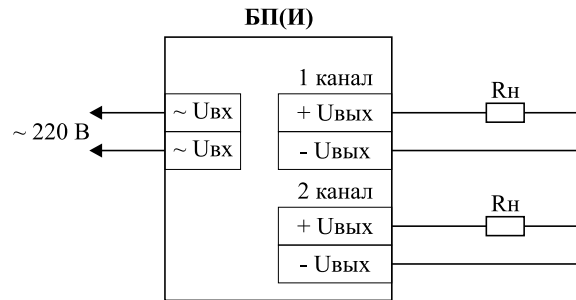 БП(И)
1 канал
Rн
~ Uвх
+ Uвых
~ 220 В
~ Uвх
- Uвых
2 канал
Rн
+ Uвых
- Uвых